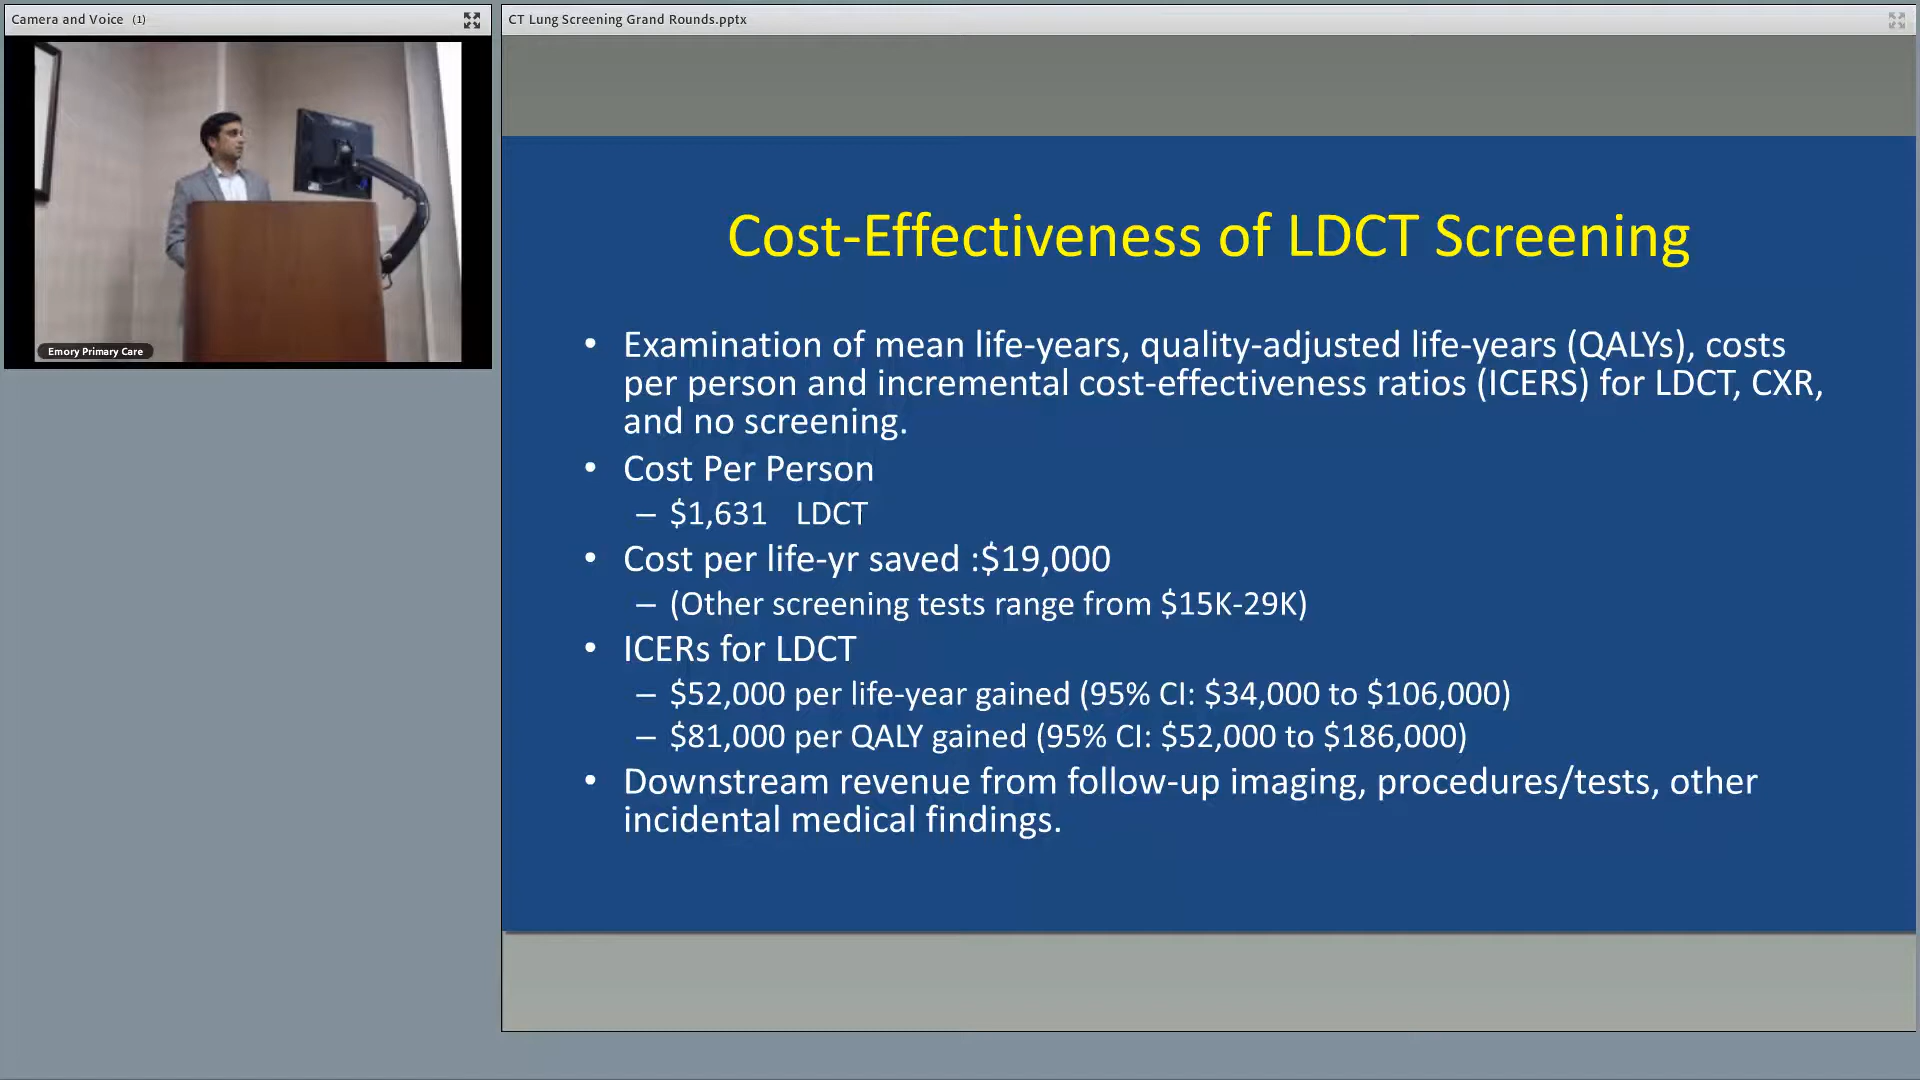 Camera and Voice (1)
Emory Primary Care
CT Lung Screening Grand Rounds.pptx
Cost-Effectiveness of LDCT Screening
• Examination of mean life-years, quality-adjusted life-years (QALYs), costs
per person and incremental cost-effectiveness ratios (ICERS) for LDCT, CXR,
and no screening.
• Cost Per Person
– $1,631 LDCT
• Cost per life-yr saved :$19,000
– (Other screening tests range from $15K-29K)
• ICERs for LDCT
– $52,000 per life-year gained (95% CI: $34,000 to $106,000)
– $81,000 per QALY gained (95% CI: $52,000 to $186,000)
• Downstream revenue from follow-up imaging, procedures/tests, other
incidental medical findings.